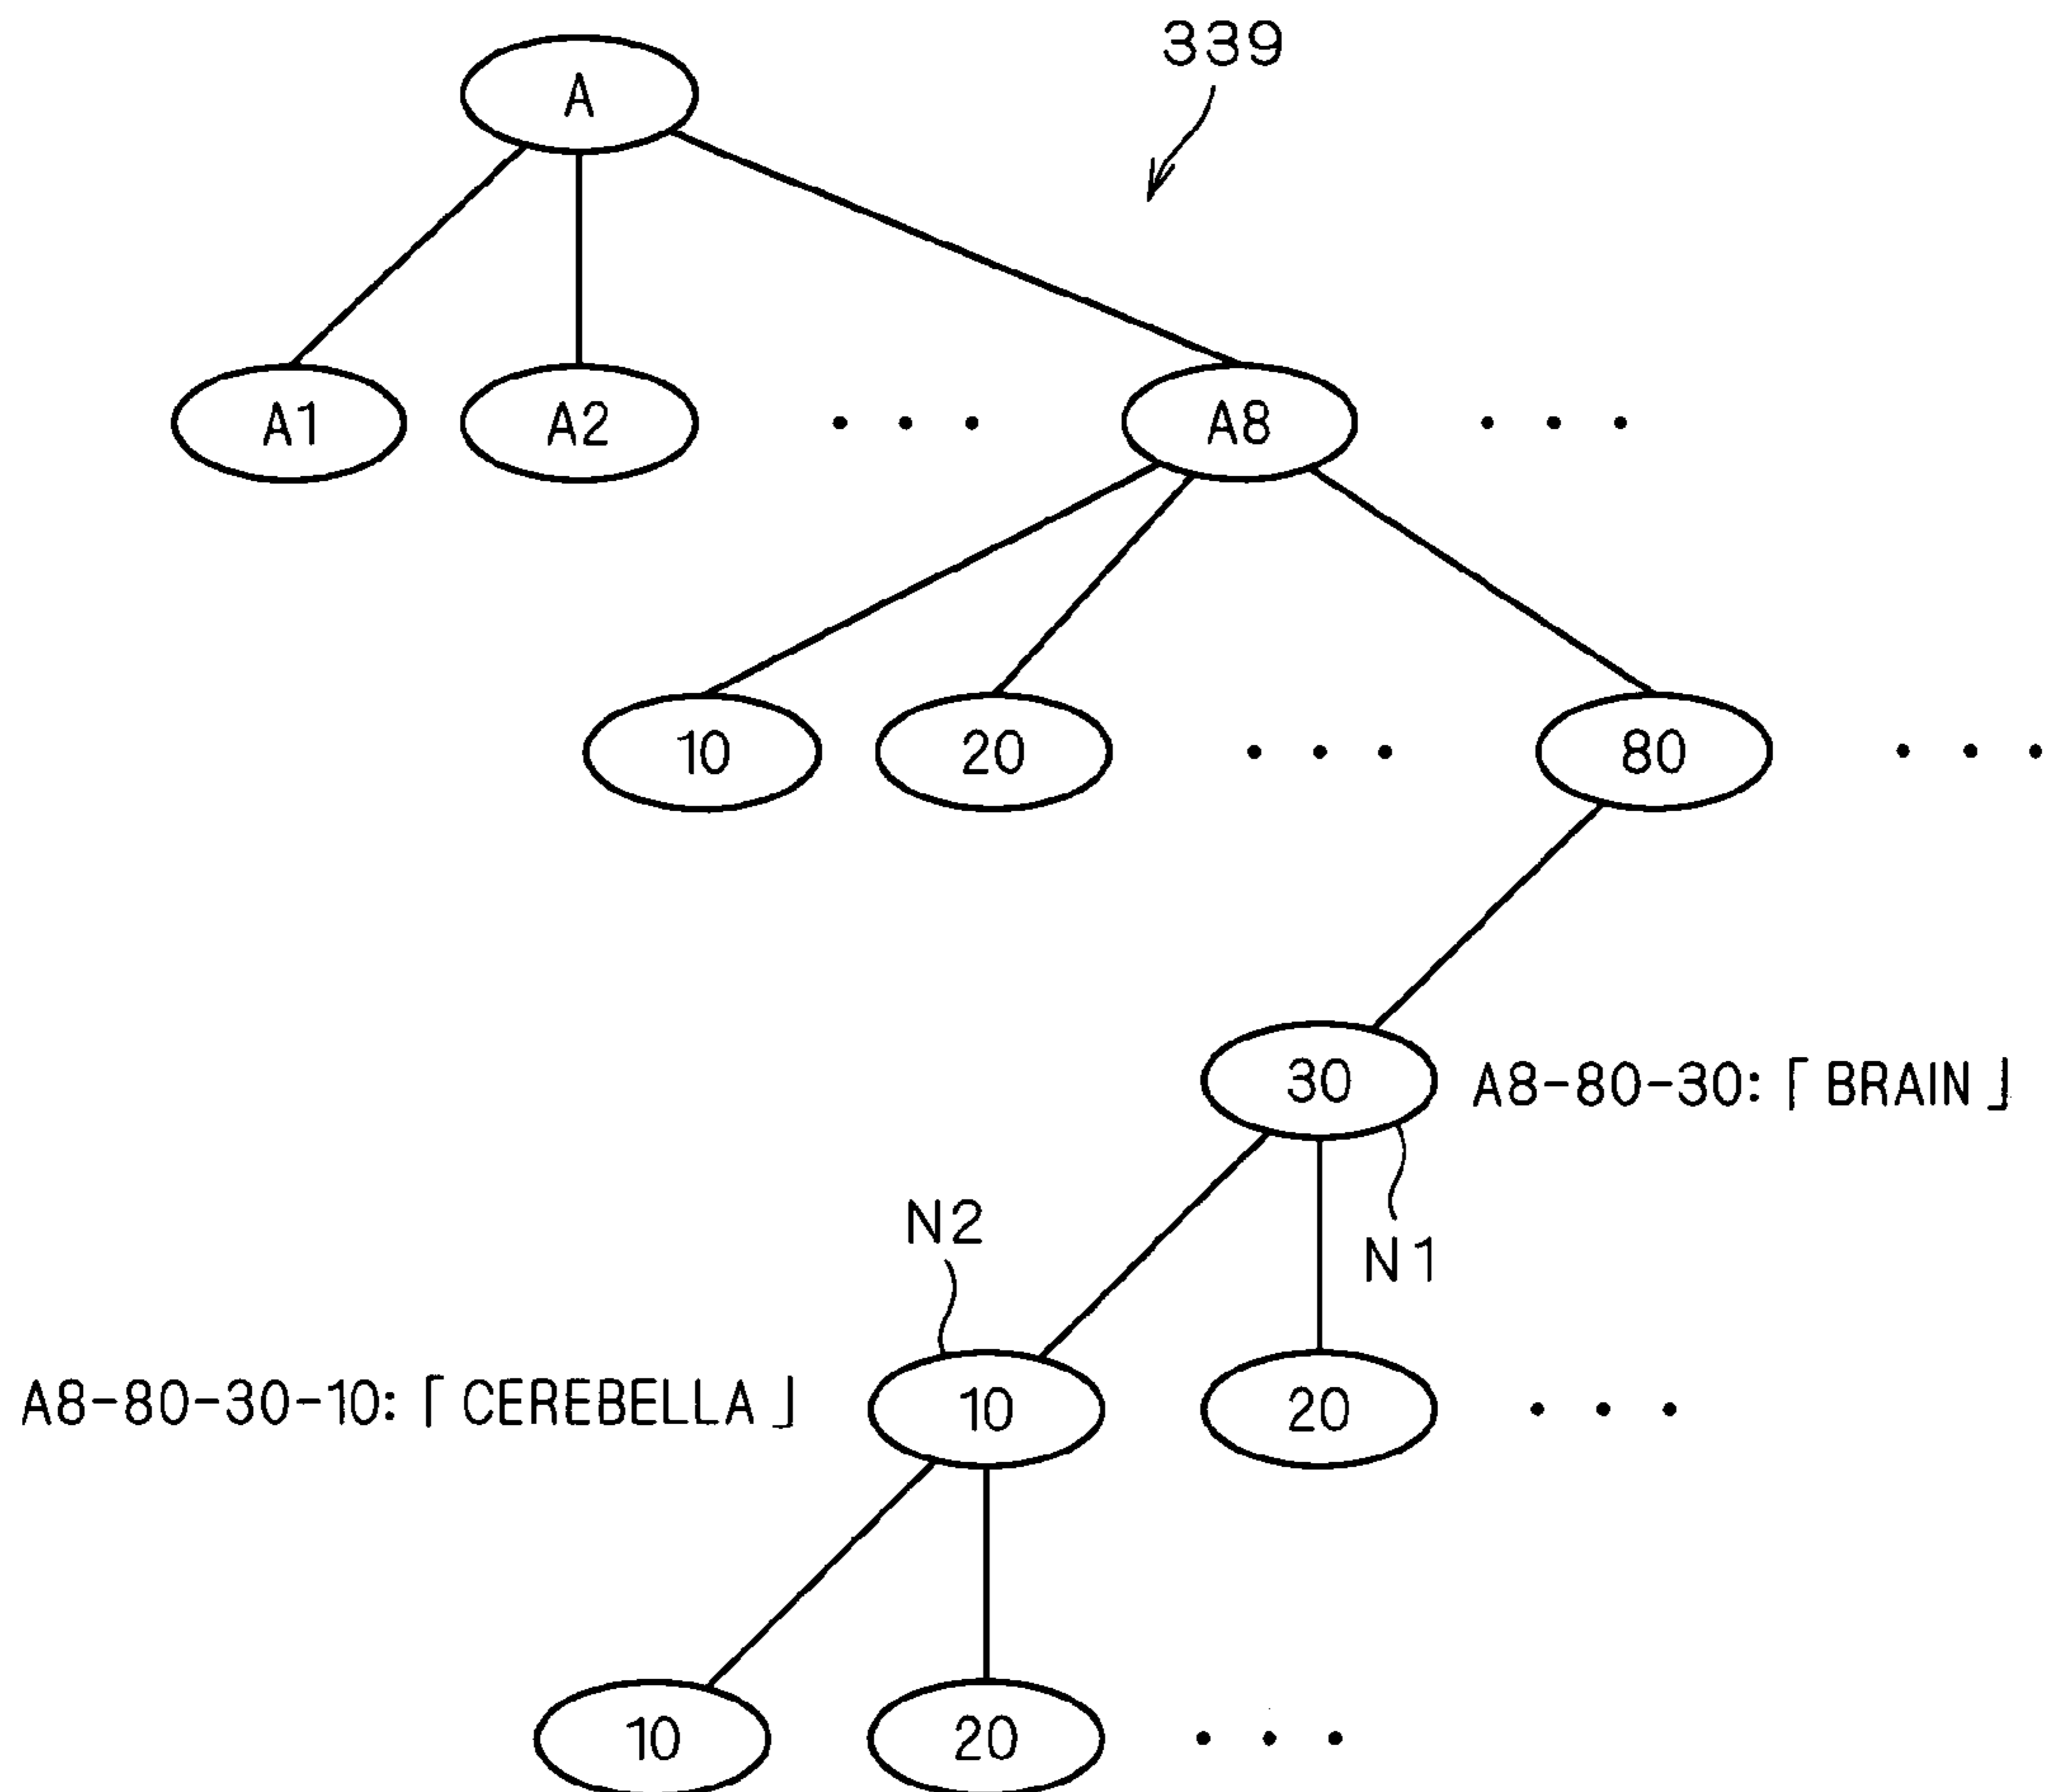 339
A
A1 A2 • • • A8 • • •
10 20 • • • 80 • • •
30 A8-80-30:「BRAIN」
N2
N1
A8-80-30-10:「CEREBELLA」 10 20 • • •
10 20 • • •